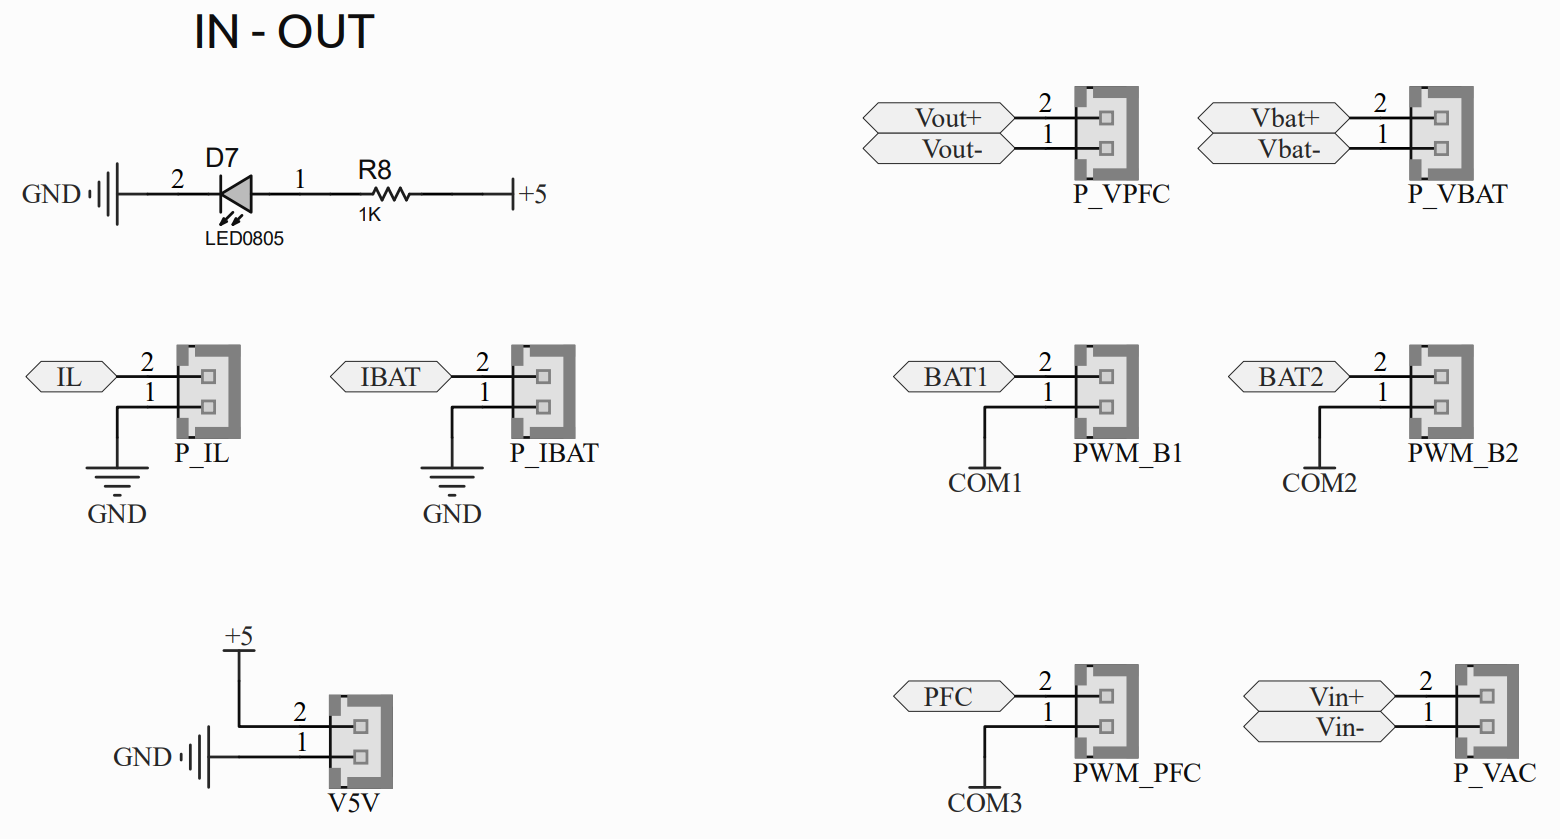 IN - OUT
D7
GND
2
1
R8
1K
+5
LED0805
Vout+
2
Vout-
1
P_VPFC
Vbat+
2
Vbat-
1
P_VBAT
IL
2
1
P_IL
GND
IBAT
2
1
P_IBAT
GND
BAT1
2
1
PWM_B1
COM1
BAT2
2
1
PWM_B2
COM2
+5
2
GND
1
V5V
PFC
2
1
PWM_PFC
COM3
Vin+
2
Vin-
1
P_VAC